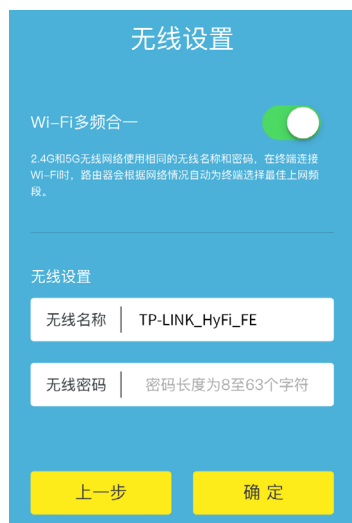 无线设置
Wi-Fi多频合一
2.4G和5G无线网络使用相同的无线名称和密码，在终端连接
Wi-Fi时，路由器会根据网络情况自动为终端选择最佳上网频
段。
无线设置
无线名称 TP-LINK_HyFi_FE
无线密码 密码长度为8至63个字符
上一步 确 定